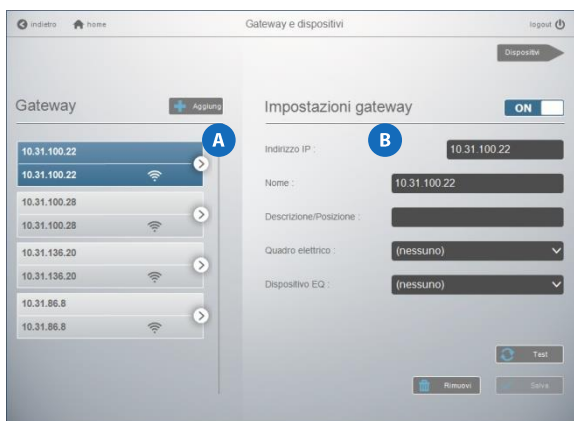 indietro home Gateway e dispositivi logout
Dispositivi
Gateway Aggiung
Impostazioni gateway ON
A
B
10.31.100.22
10.31.100.22
10.31.100.28
10.31.100.28
10.31.136.20
10.31.136.20
10.31.86.8
10.31.86.8
Indirizzo IP : 10.31.100.22
Nome : 10.31.100.22
Descrizione/Posizione :
Quadro elettrico : (nessuno)
Dispositivo EQ : (nessuno)
Test
Rimuovi Salva